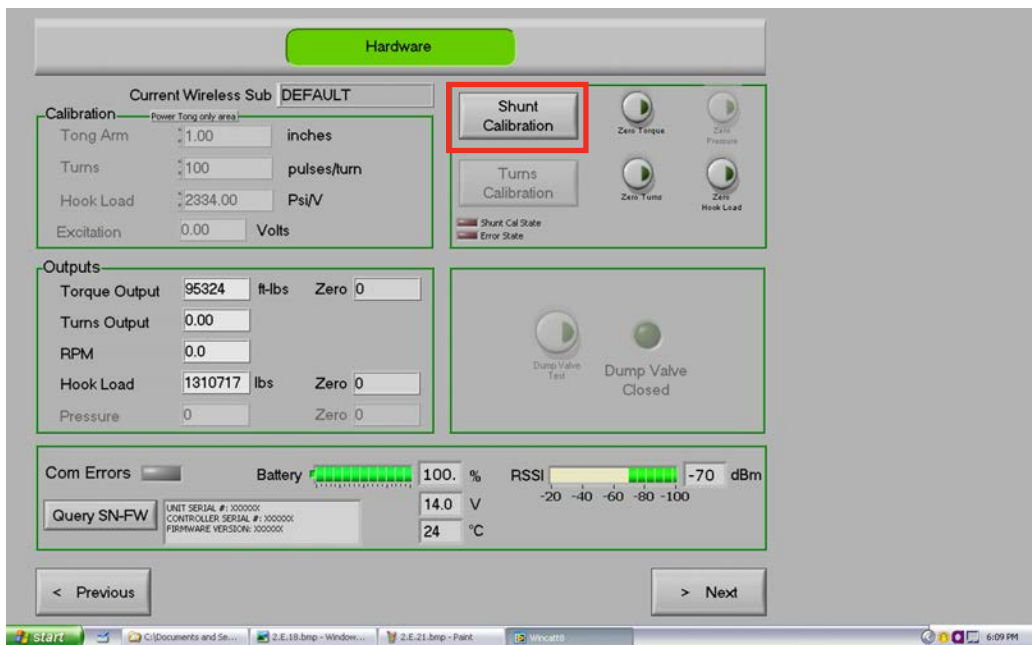 Hardware
Current Wireless Sub DEFAULT
Calibration Power Tong only area
Tong Arm 1.00 inches
Turns 100 pulses/turn
Hook Load 2334.00 Psi/V
Excitation 0.00 Volts
Shunt Calibration
Zero Torque
Zero Pressure
Turns Calibration
Zero Turns
Zero Hook Load
Shunt Cal State
Error State
Outputs
Torque Output 95324 ft-lbs Zero 0
Turns Output 0.00
RPM 0.0
Hook Load 1310717 lbs Zero 0
Pressure 0 Zero 0
Dump Valve Test
Dump Valve Closed
Com Errors Battery 100. % RSSI -70 dBm
-20 -40 -60 -80 -100
14.0 V
24 °C
Query SN-FW
UNIT SERIAL #: XXXXXX
CONTROLLER SERIAL #: XXXXXX
FIRMWARE VERSION: XXXXXX
< Previous
> Next
start C:\Documents and Se... 2.E.18.bmp - Window... 2.E.21.bmp - Paint Wincatt8 6:09 PM